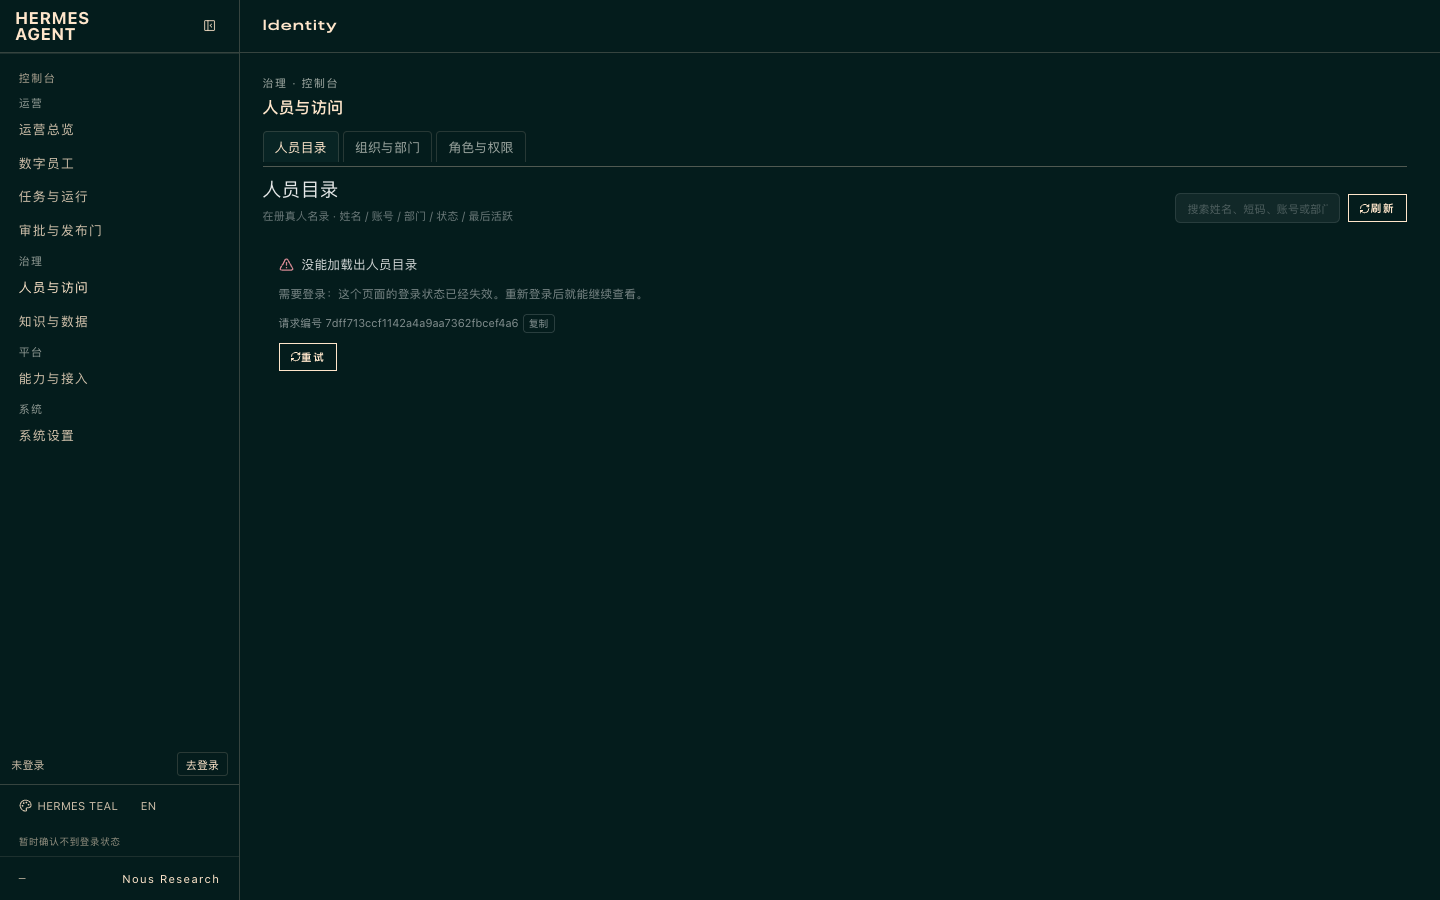 HERMES
AGENT
Identity
控制台
运营
运营总览
数字员工
任务与运行
审批与发布门
治理
人员与访问
知识与数据
平台
能力与接入
系统
系统设置
未登录
去登录
HERMES TEAL
EN
暂时确认不到登录状态
–
Nous Research
治理 · 控制台
人员与访问
人员目录
组织与部门
角色与权限
人员目录
在册真人名录 · 姓名 / 账号 / 部门 / 状态 / 最后活跃
搜索姓名、短码、账号或部门
刷新
没能加载出人员目录
需要登录：这个页面的登录状态已经失效。重新登录后就能继续查看。
请求编号 7dff713ccf1142a4a9aa7362fbcef4a6 复制
重试